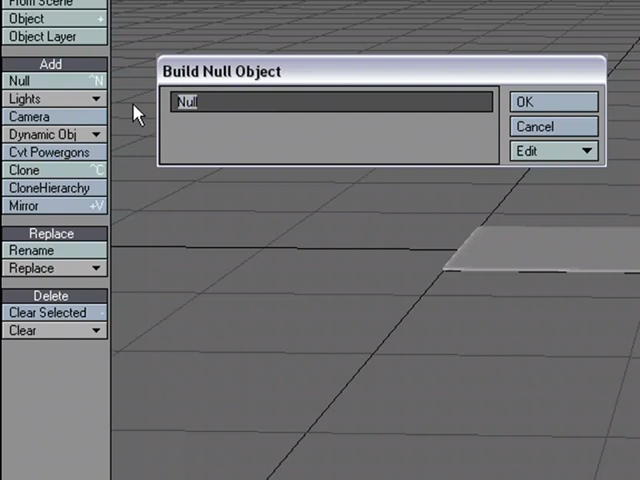 From Scene
Object +
Object Layer
Add
Null ^N
Lights
Camera
Dynamic Obj
Cvt Powergons
Clone ^C
CloneHierarchy
Mirror +V
Replace
Rename
Replace
Delete
Clear Selected -
Clear
Build Null Object
Null
OK
Cancel
Edit